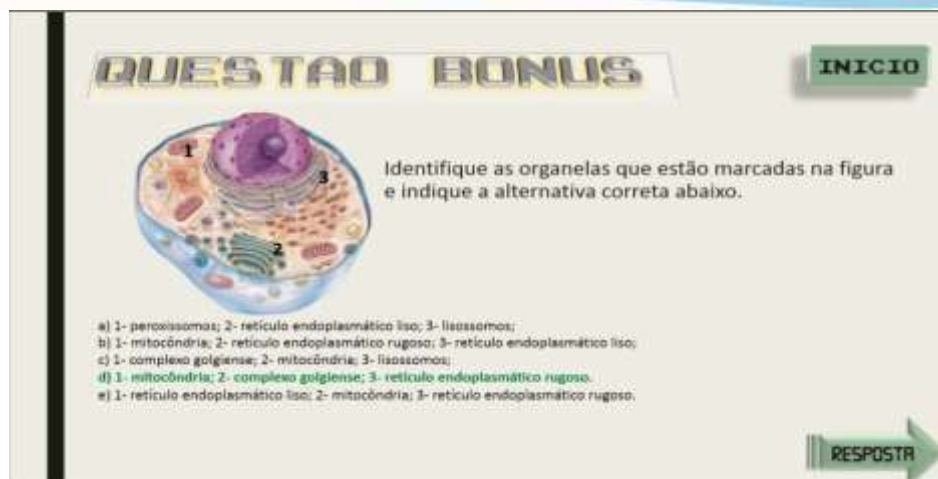 QUESTAO BONUS
INICIO
1
3
2
Identifique as organelas que estão marcadas na figura
e indique a alternativa correta abaixo.
a) 1- peroxissomos; 2- retículo endoplasmático liso; 3- lisossomos;
b) 1- mitocôndria; 2- retículo endoplasmático rugoso; 3- retículo endoplasmático liso;
c) 1- complexo golgiense; 2- mitocôndria; 3- lisossomos;
d) 1- mitocôndria; 2- complexo golgiense; 3- retículo endoplasmático rugoso.
e) 1- retículo endoplasmático liso; 2- mitocôndria; 3- retículo endoplasmático rugoso.
RESPOSTA